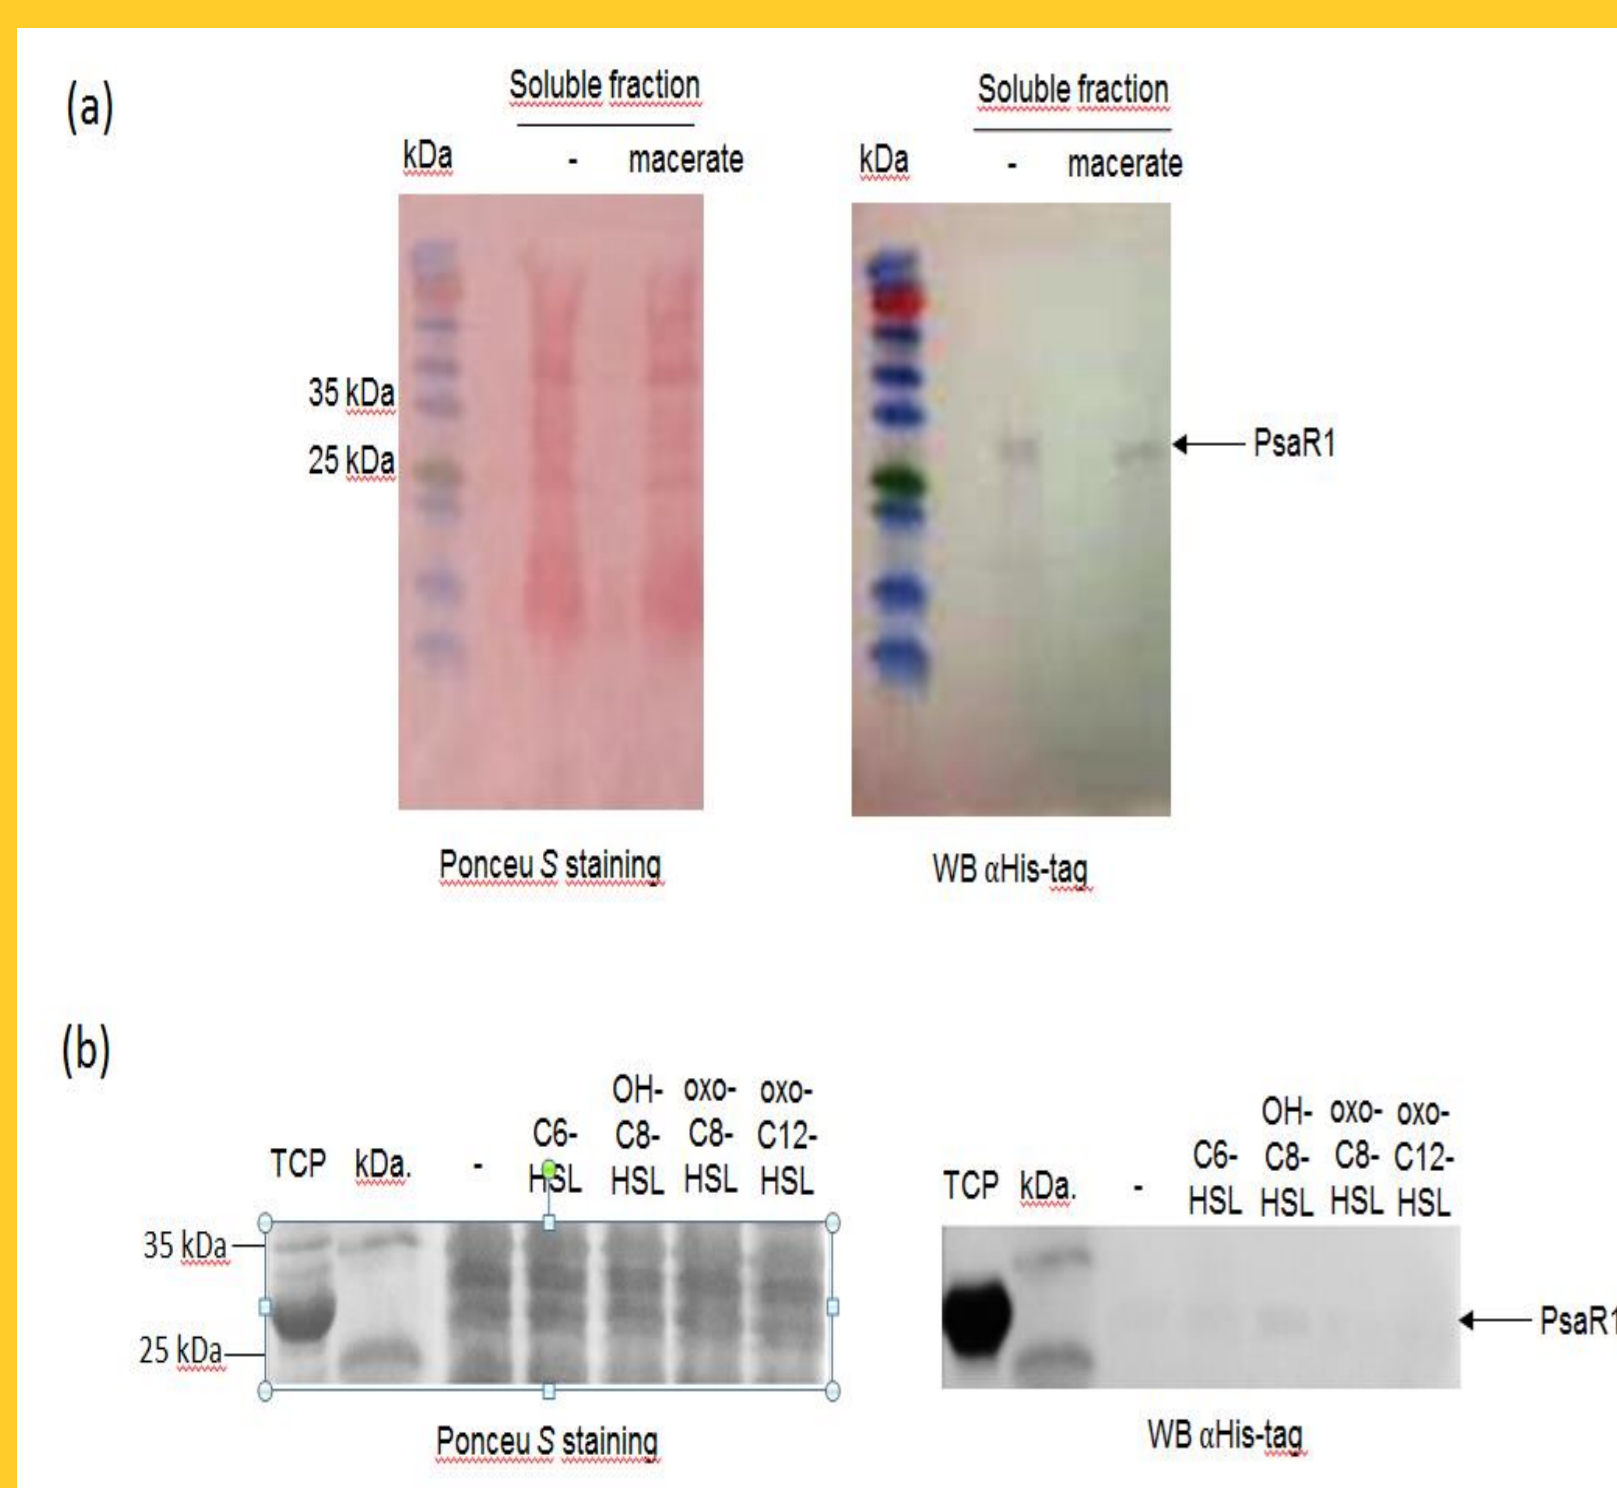 (a)
Soluble fraction
kDa - macerate
35 kDa
25 kDa
Ponceu S staining
Soluble fraction
kDa - macerate
PsaR1
WB αHis-tag
(b)
OH- oxo- oxo-
C6- C8- C8- C12-
TCP kDa. - HSL HSL HSL HSL
35 kDa
25 kDa
Ponceu S staining
OH- oxo- oxo-
C6- C8- C8- C12-
TCP kDa. - HSL HSL HSL HSL
PsaR1
WB αHis-tag